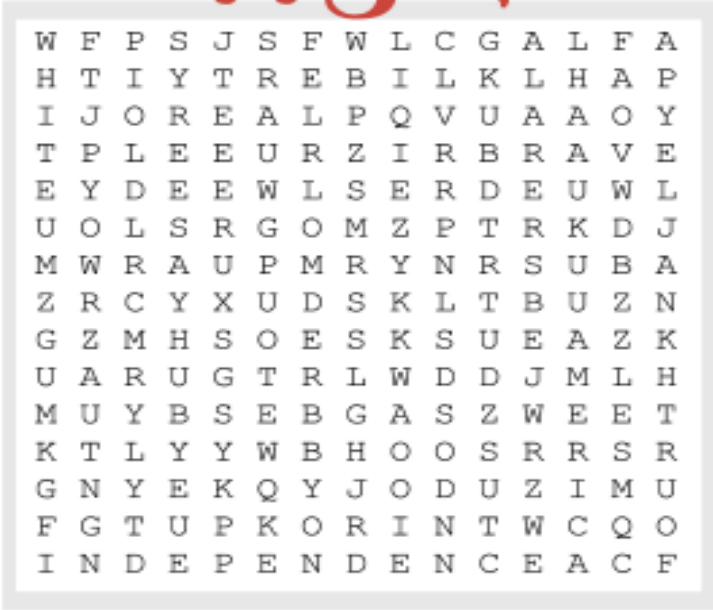 W F P S J S F W L C G A L F A
H T I Y T R E B I L K L H A P
I J O R E A L P Q V U A A O Y
T P L E E U R Z I R B R A V E
E Y D E E W L S E R D E U W L
U O L S R G O M Z P T R K D J
M W R A U P M R Y N R S U B A
Z R C Y X U D S K L T B U Z N
G Z M H S O E S K S U E A Z K
U A R U G T R L W D D J M L H
M U Y B S E B G A S Z W E E T
K T L Y Y W B H O O S R R S R
G N Y E K Q Y J O D U Z I M U
F G T U P K O R I N T W C Q O
I N D E P E N D E N C E A C F